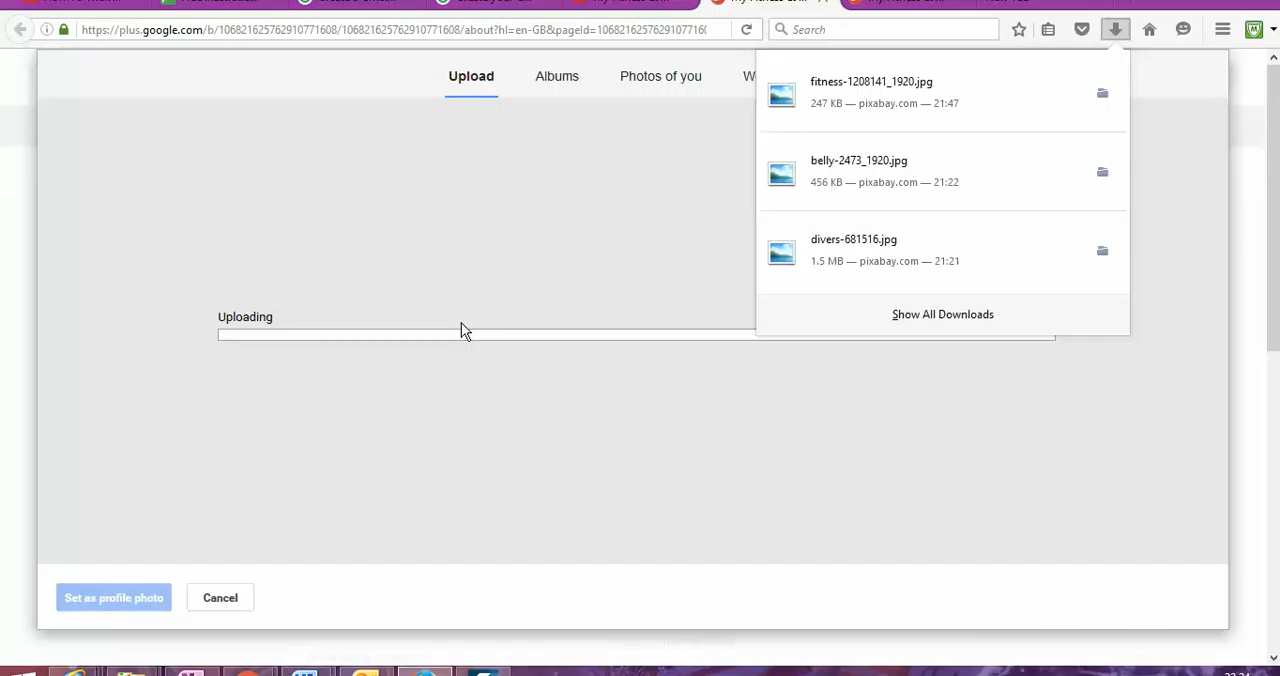 https://plus.google.com/b/106821625762910771608/106821625762910771608/about?hl=en-GB&pageId=10682162576291077160
Search
Upload
Albums
Photos of you
fitness-1208141_1920.jpg
247 KB — pixabay.com — 21:47
belly-2473_1920.jpg
456 KB — pixabay.com — 21:22
divers-681516.jpg
1.5 MB — pixabay.com — 21:21
Show All Downloads
Uploading
Set as profile photo
Cancel